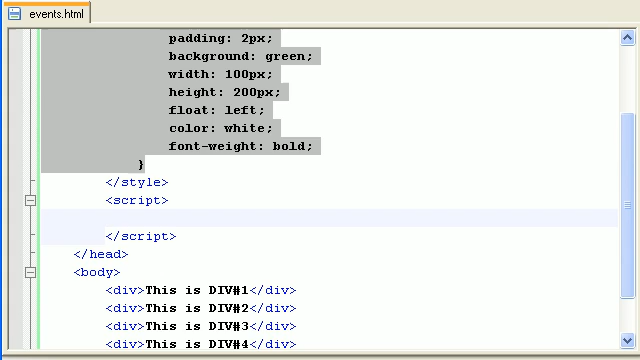 events.html
padding: 2px;
background: green;
width: 100px;
height: 200px;
float: left;
color: white;
font-weight: bold;
}
</style>
<script>
</script>
</head>
<body>
<div>This is DIV#1</div>
<div>This is DIV#2</div>
<div>This is DIV#3</div>
<div>This is DIV#4</div>